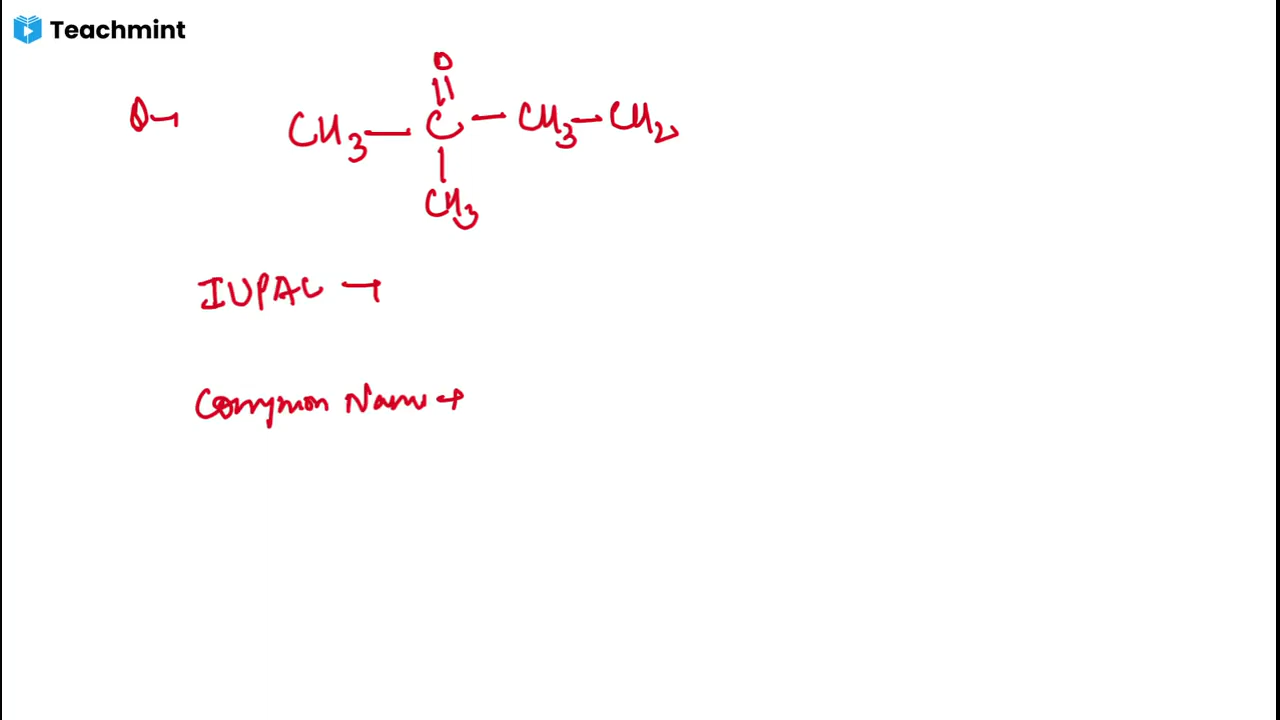 Teachmint
O
Q→ CH3—C—CH3—CH2
CH3
IUPAC →
Common Name →